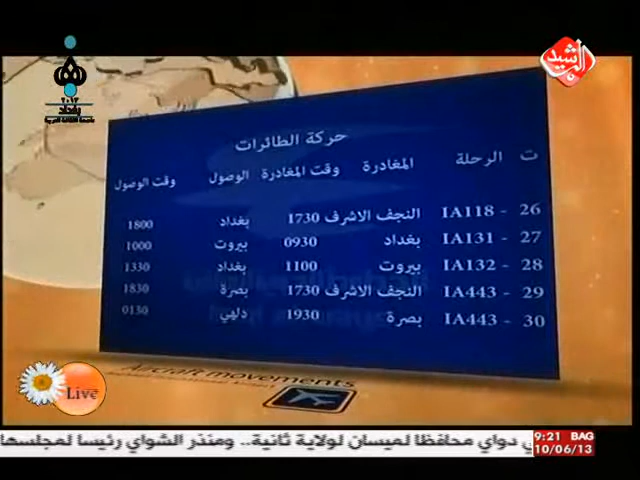 الرشيد
٢٠١٣
بغداد
حركة الطائرات
ت الرحلة المغادرة وقت المغادرة الوصول وقت الوصول
26 - IA118 النجف الاشرف 1730 بغداد 1800
27 - IA131 بغداد 0930 بيروت 1000
28 - IA132 بيروت 1100 بغداد 1330
29 - IA443 النجف الاشرف 1730 بصرة 1830
30 - IA443 بصرة 1930 دلهي 0130
Aircraft movements
Live
دواي محافظا لميسان لولاية ثانية.. ومنذر الشواي رئيسا لمجلسها
9:21 BAG
10/06/13